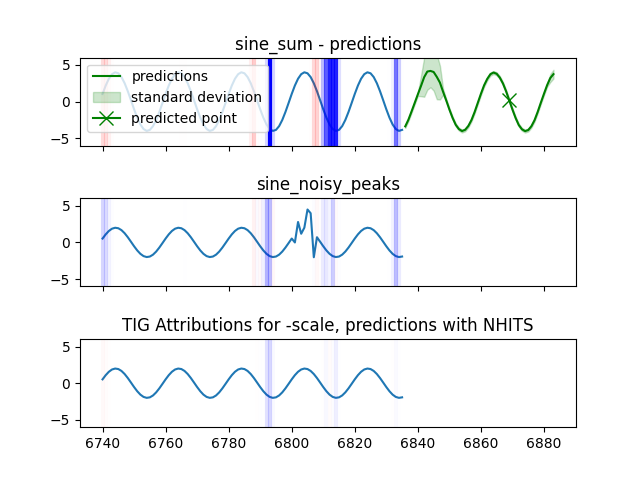 sine_sum - predictions
5
0
−5
predictions
standard deviation
predicted point
sine_noisy_peaks
5
0
−5
TIG Attributions for -scale, predictions with NHITS
5
0
−5
6740 6760 6780 6800 6820 6840 6860 6880